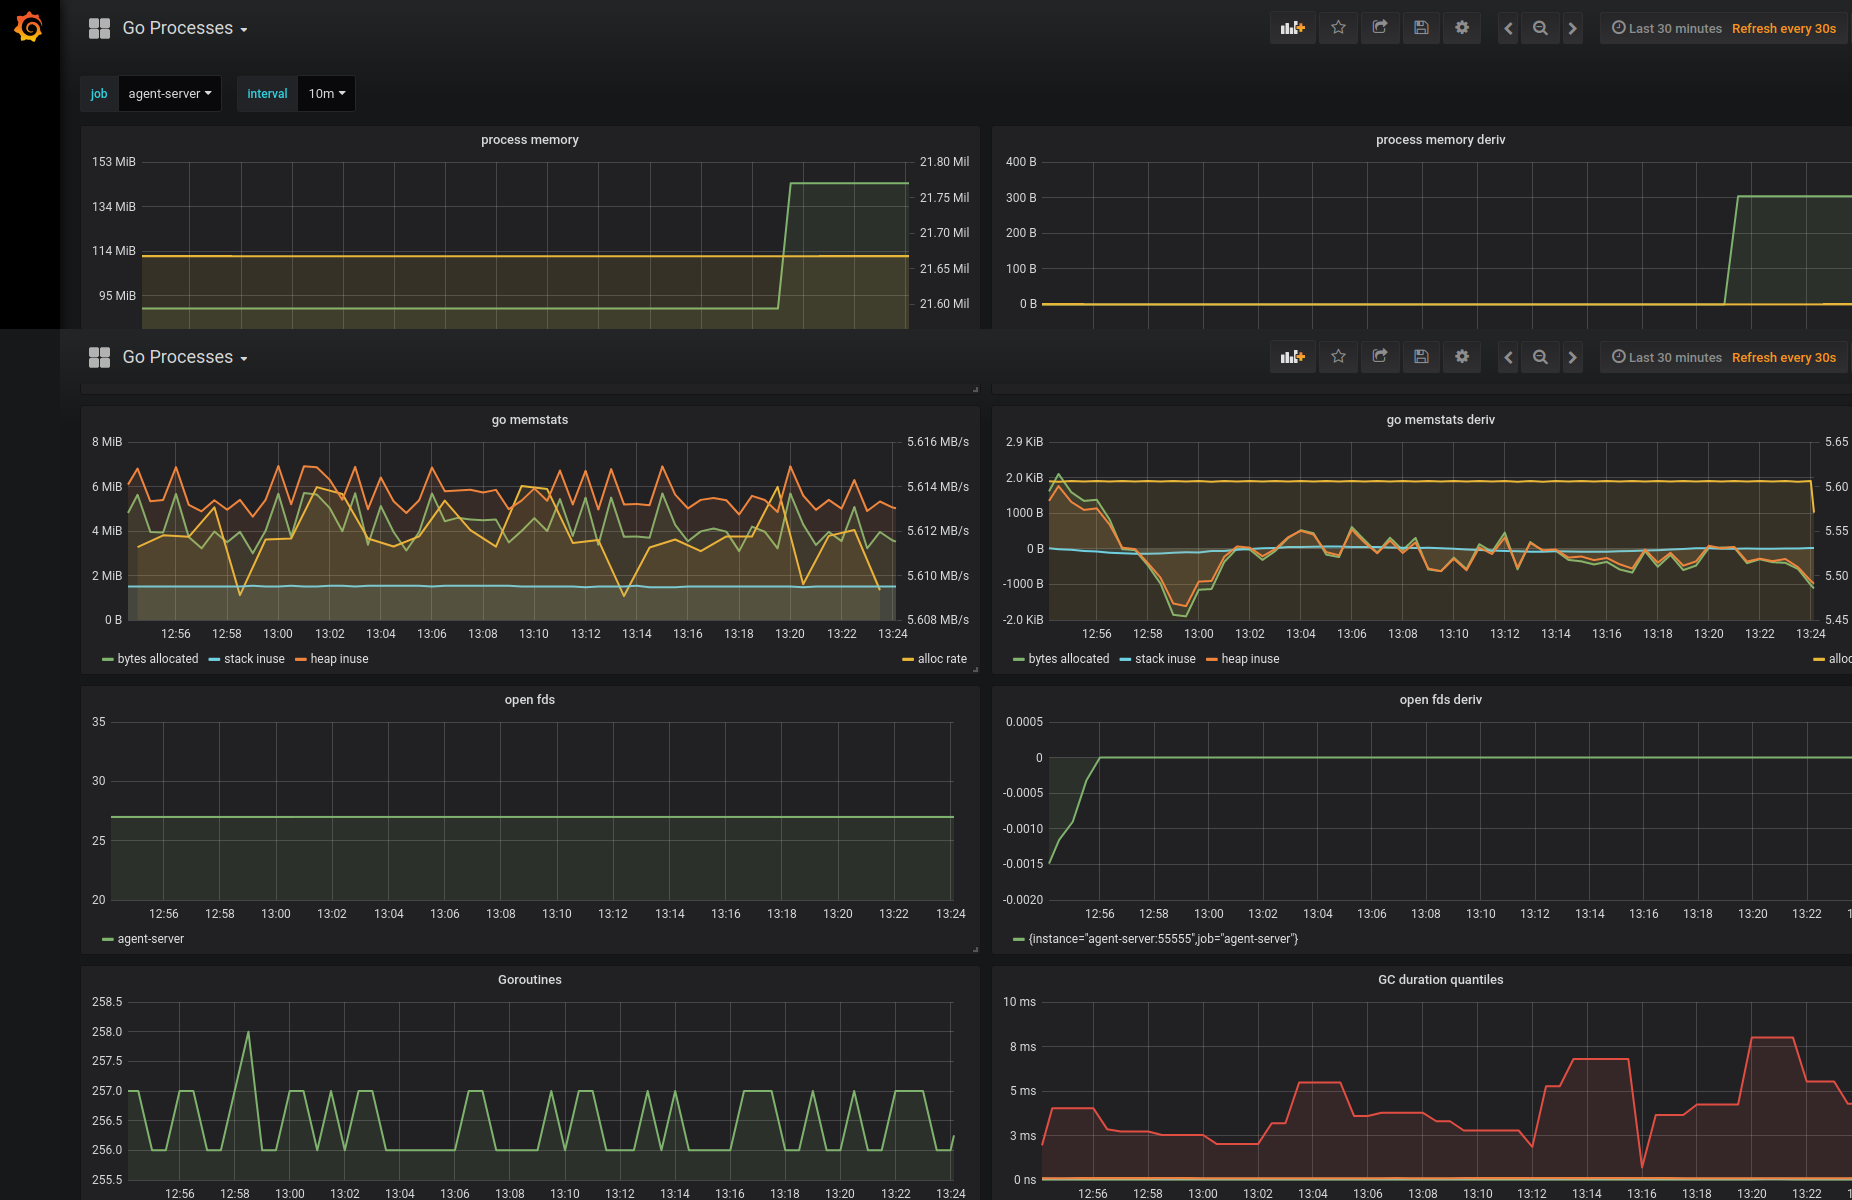 Go Processes
Last 30 minutes Refresh every 30s
job agent-server interval 10m
process memory
153 MiB
134 MiB
114 MiB
95 MiB
21.80 Mil
21.75 Mil
21.70 Mil
21.65 Mil
21.60 Mil
process memory deriv
400 B
300 B
200 B
100 B
0 B
Go Processes
Last 30 minutes Refresh every 30s
go memstats
8 MiB
6 MiB
4 MiB
2 MiB
0 B
5.616 MB/s
5.614 MB/s
5.612 MB/s
5.610 MB/s
5.608 MB/s
12:56 12:58 13:00 13:02 13:04 13:06 13:08 13:10 13:12 13:14 13:16 13:18 13:20 13:22 13:24
bytes allocated stack inuse heap inuse alloc rate
go memstats deriv
2.9 KiB
2.0 KiB
1000 B
0 B
-1000 B
-2.0 KiB
5.65
5.60
5.55
5.50
5.45
12:56 12:58 13:00 13:02 13:04 13:06 13:08 13:10 13:12 13:14 13:16 13:18 13:20 13:22 13:24
bytes allocated stack inuse heap inuse alloc
open fds
35
30
25
20
12:56 12:58 13:00 13:02 13:04 13:06 13:08 13:10 13:12 13:14 13:16 13:18 13:20 13:22 13:24
agent-server
open fds deriv
0.0005
0
-0.0005
-0.0010
-0.0015
-0.0020
12:56 12:58 13:00 13:02 13:04 13:06 13:08 13:10 13:12 13:14 13:16 13:18 13:20 13:22 1
{instance="agent-server:55555",job="agent-server"}
Goroutines
258.5
258.0
257.5
257.0
256.5
256.0
255.5
12:56 12:58 13:00 13:02 13:04 13:06 13:08 13:10 13:12 13:14 13:16 13:18 13:20 13:22 13:24
GC duration quantiles
10 ms
8 ms
5 ms
3 ms
0 ns
12:56 12:58 13:00 13:02 13:04 13:06 13:08 13:10 13:12 13:14 13:16 13:18 13:20 13:22